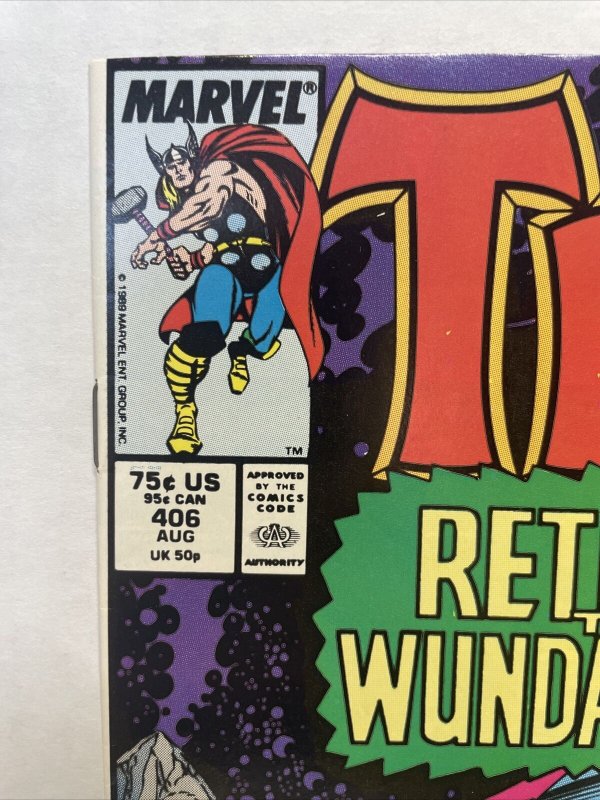 MARVEL®
© 1989 MARVEL ENT. GROUP, INC.
TM
75¢ US
95¢ CAN
406
AUG
UK 50p
APPROVED
BY THE
COMICS
CODE
CA
AUTHORITY
T
RET
T
WUNDA